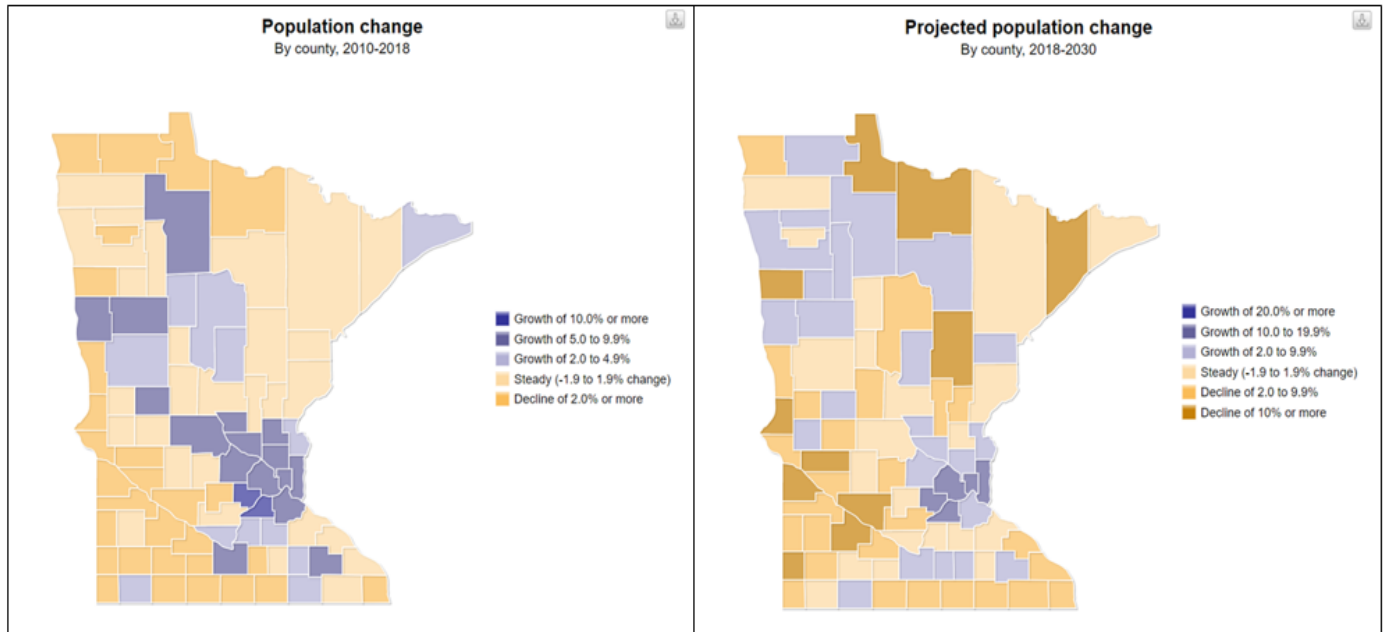 Population change
By county, 2010-2018
Growth of 10.0% or more
Growth of 5.0 to 9.9%
Growth of 2.0 to 4.9%
Steady (-1.9 to 1.9% change)
Decline of 2.0% or more
Projected population change
By county, 2018-2030
Growth of 20.0% or more
Growth of 10.0 to 19.9%
Growth of 2.0 to 9.9%
Steady (-1.9 to 1.9% change)
Decline of 2.0 to 9.9%
Decline of 10% or more